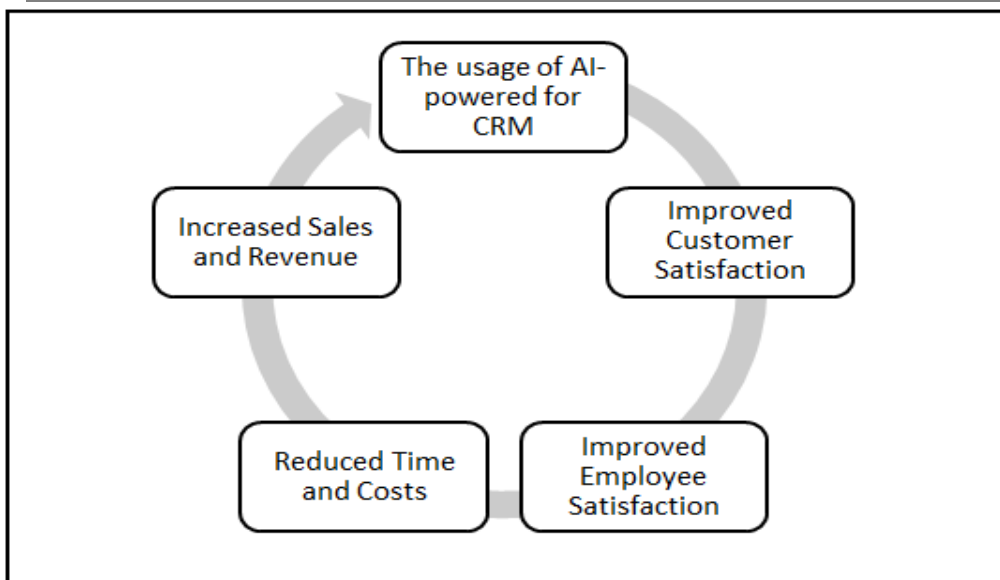 The usage of AI-
powered for
CRM
Improved
Customer
Satisfaction
Improved
Employee
Satisfaction
Reduced Time
and Costs
Increased Sales
and Revenue